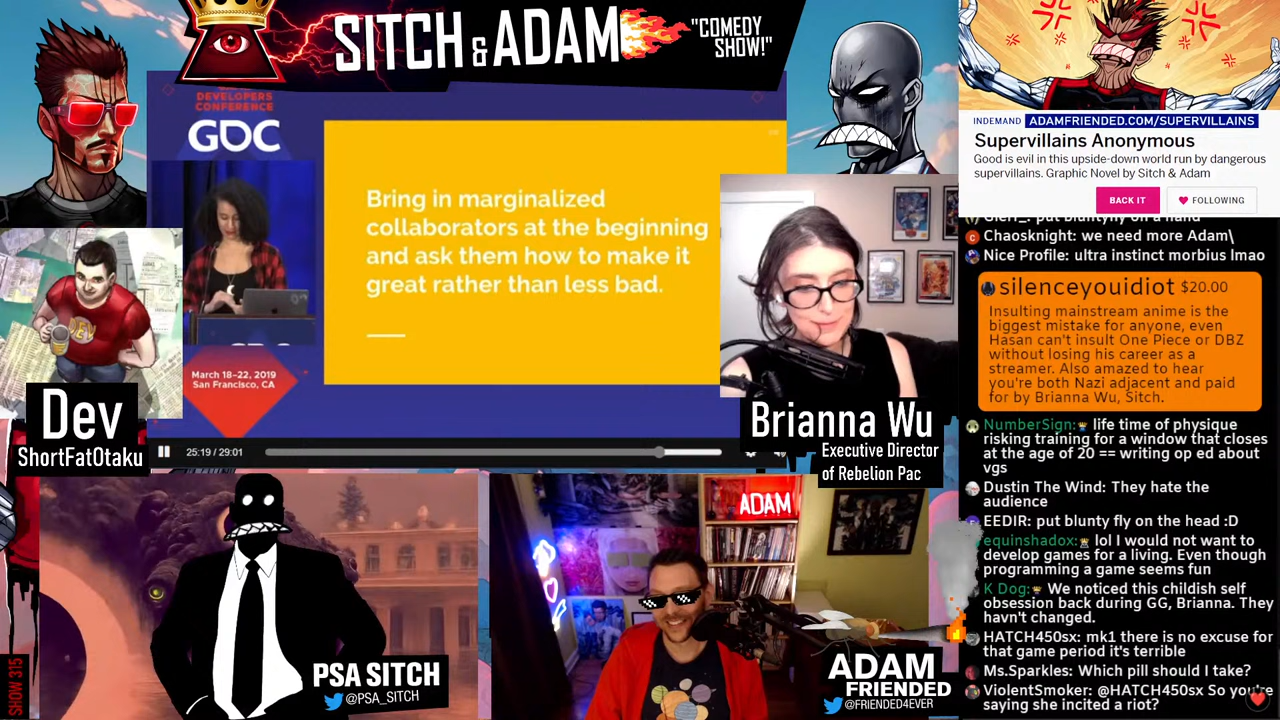 SITCH & ADAM
"COMEDY
SHOW!"
DEVELOPERS
CONFERENCE
GDC
Bring in marginalized
collaborators at the beginning
and ask them how to make it
great rather than less bad.
March 18-22, 2019
San Francisco, CA
25:19 / 29:01
DEV
Dev
ShortFatOtaku
Brianna Wu
Executive Director
of Rebelion Pac
SHOW 315
PSA SITCH
@PSA_SITCH
ADAM
ADAM
FRIENDED
@FRIENDED4EVER
INDEMAND ADAMFRIENDED.COM/SUPERVILLAINS
Supervillains Anonymous
Good is evil in this upside-down world run by dangerous
supervillains. Graphic Novel by Sitch & Adam
BACK IT
FOLLOWING
put bluntyfly on a hand
Chaosknight: we need more Adam\
Nice Profile: ultra instinct morbius lmao
silenceyouidiot $20.00
Insulting mainstream anime is the
biggest mistake for anyone, even
Hasan can't insult One Piece or DBZ
without losing his career as a
streamer. Also amazed to hear
you're both Nazi adjacent and paid
for by Brianna Wu, Sitch.
NumberSign: life time of physique
risking training for a window that closes
at the age of 20 == writing op ed about
vgs
Dustin The Wind: They hate the
audience
EEDIR: put blunty fly on the head :D
equinshadox: lol I would not want to
develop games for a living. Even though
programming a game seems fun
K Dog: We noticed this childish self
obsession back during GG, Brianna. They
havn't changed.
HATCH450sx: mk1 there is no excuse for
that game period it's terrible
Ms.Sparkles: Which pill should I take?
ViolentSmoker: @HATCH450sx So you're
saying she incited a riot?